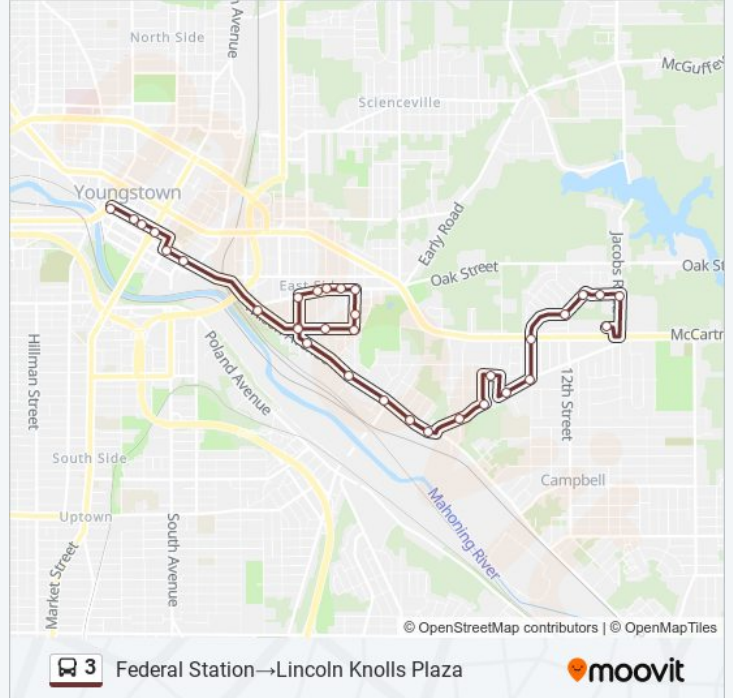 North Side
Avenue
McGuffey
Scienceville
Youngstown
Early Road
Jacobs R
Oak Street
Oak St
East Side
McCartr
Hillman Street
Poland Avenue
12th Street
South Side
Campbell
Mahoning River
Uptown
South Avenue
Market Street
© OpenStreetMap contributors | © OpenMapTiles
3 Federal Station→Lincoln Knolls Plaza
moovit